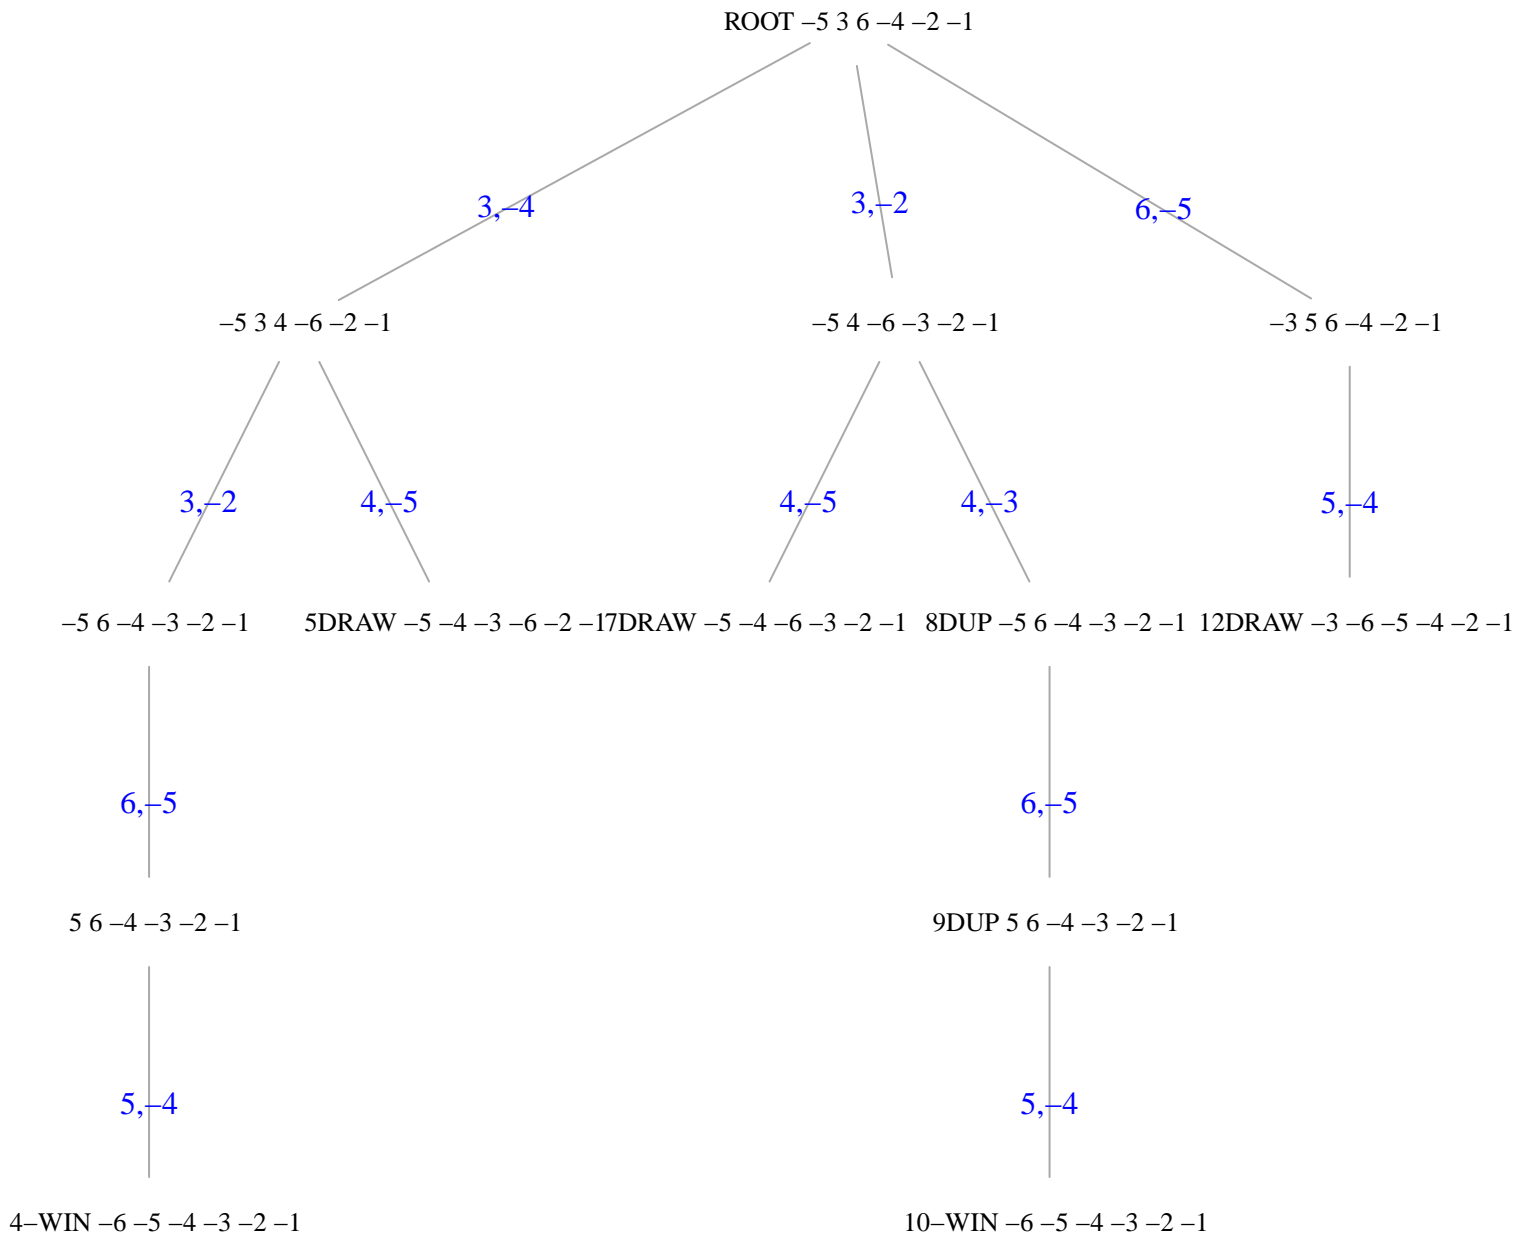 ROOT –5 3 6 –4 –2 –1
3,–4
3,–2
6,–5
–5 3 4 –6 –2 –1
–5 4 –6 –3 –2 –1
–3 5 6 –4 –2 –1
3,–2
4,–5
4,–5
4,–3
5,–4
–5 6 –4 –3 –2 –1
5DRAW –5 –4 –3 –6 –2 –1
7DRAW –5 –4 –6 –3 –2 –1
8DUP –5 6 –4 –3 –2 –1
12DRAW –3 –6 –5 –4 –2 –1
6,–5
6,–5
5 6 –4 –3 –2 –1
9DUP 5 6 –4 –3 –2 –1
5,–4
5,–4
4–WIN –6 –5 –4 –3 –2 –1
10–WIN –6 –5 –4 –3 –2 –1